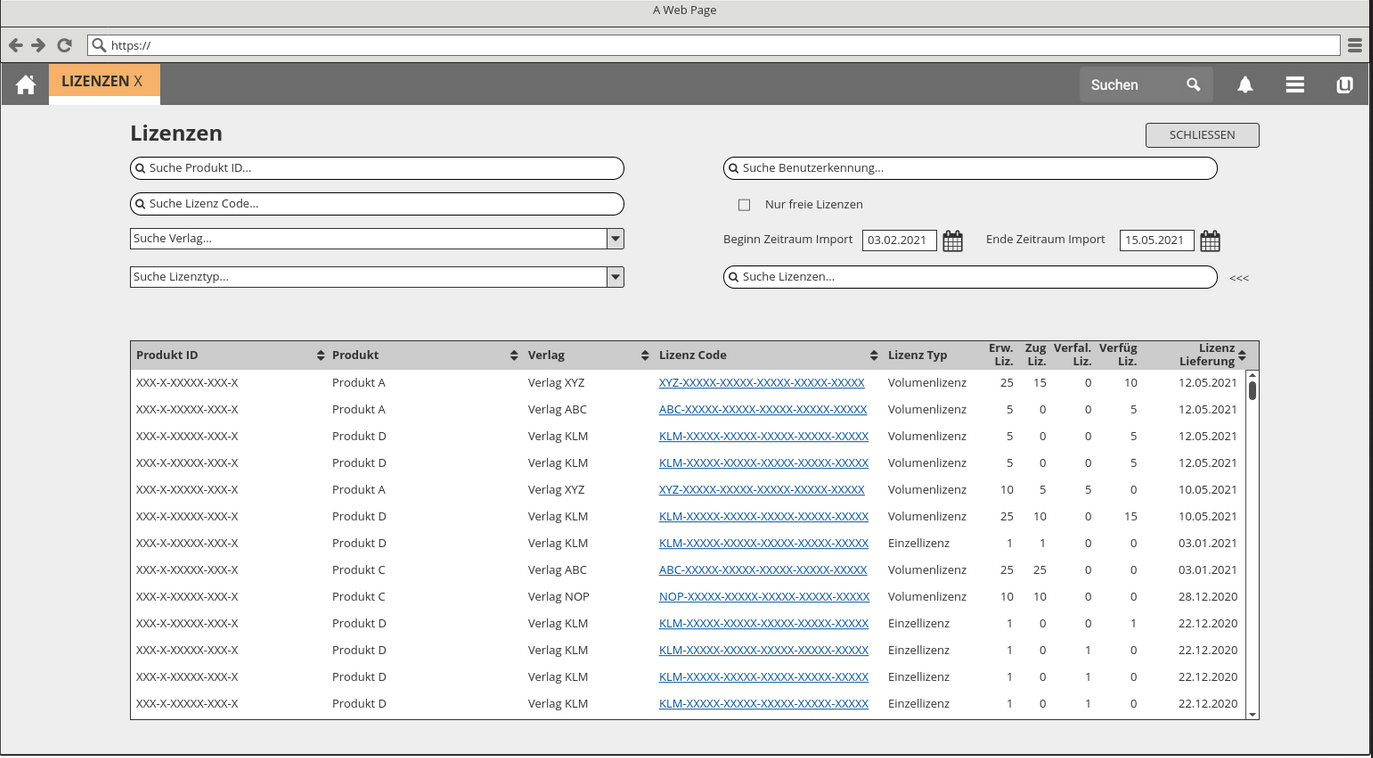 A Web Page
https://
LIZENZEN X
Suchen
Lizenzen
SCHLIESSEN
Suche Produkt ID...
Suche Benutzerkennung...
Suche Lizenz Code...
Nur freie Lizenzen
Suche Verlag...
Beginn Zeitraum Import 03.02.2021 Ende Zeitraum Import 15.05.2021
Suche Lizenztyp...
Suche Lizenzen...
<<<
Produkt ID Produkt Verlag Lizenz Code Lizenz Typ Erw. Liz. Zug Liz. Verfal. Liz. Verfüg Liz. Lizenz Lieferung
XXX-X-XXXXX-XXX-X Produkt A Verlag XYZ XYZ-XXXXX-XXXXX-XXXXX-XXXXX-XXXXX Volumenlizenz 25 15 0 10 12.05.2021
XXX-X-XXXXX-XXX-X Produkt A Verlag ABC ABC-XXXXX-XXXXX-XXXXX-XXXXX-XXXXX Volumenlizenz 5 0 0 5 12.05.2021
XXX-X-XXXXX-XXX-X Produkt D Verlag KLM KLM-XXXXX-XXXXX-XXXXX-XXXXX-XXXXX Volumenlizenz 5 0 0 5 12.05.2021
XXX-X-XXXXX-XXX-X Produkt D Verlag KLM KLM-XXXXX-XXXXX-XXXXX-XXXXX-XXXXX Volumenlizenz 5 0 0 5 12.05.2021
XXX-X-XXXXX-XXX-X Produkt A Verlag XYZ XYZ-XXXXX-XXXXX-XXXXX-XXXXX-XXXXX Volumenlizenz 10 5 5 0 10.05.2021
XXX-X-XXXXX-XXX-X Produkt D Verlag KLM KLM-XXXXX-XXXXX-XXXXX-XXXXX-XXXXX Volumenlizenz 25 10 0 15 10.05.2021
XXX-X-XXXXX-XXX-X Produkt D Verlag KLM KLM-XXXXX-XXXXX-XXXXX-XXXXX-XXXXX Einzellizenz 1 1 0 0 03.01.2021
XXX-X-XXXXX-XXX-X Produkt C Verlag ABC ABC-XXXXX-XXXXX-XXXXX-XXXXX-XXXXX Volumenlizenz 25 25 0 0 03.01.2021
XXX-X-XXXXX-XXX-X Produkt C Verlag NOP NOP-XXXXX-XXXXX-XXXXX-XXXXX-XXXXX Volumenlizenz 10 10 0 0 28.12.2020
XXX-X-XXXXX-XXX-X Produkt D Verlag KLM KLM-XXXXX-XXXXX-XXXXX-XXXXX-XXXXX Einzellizenz 1 0 0 1 22.12.2020
XXX-X-XXXXX-XXX-X Produkt D Verlag KLM KLM-XXXXX-XXXXX-XXXXX-XXXXX-XXXXX Einzellizenz 1 0 1 0 22.12.2020
XXX-X-XXXXX-XXX-X Produkt D Verlag KLM KLM-XXXXX-XXXXX-XXXXX-XXXXX-XXXXX Einzellizenz 1 0 1 0 22.12.2020
XXX-X-XXXXX-XXX-X Produkt D Verlag KLM KLM-XXXXX-XXXXX-XXXXX-XXXXX-XXXXX Einzellizenz 1 0 1 0 22.12.2020